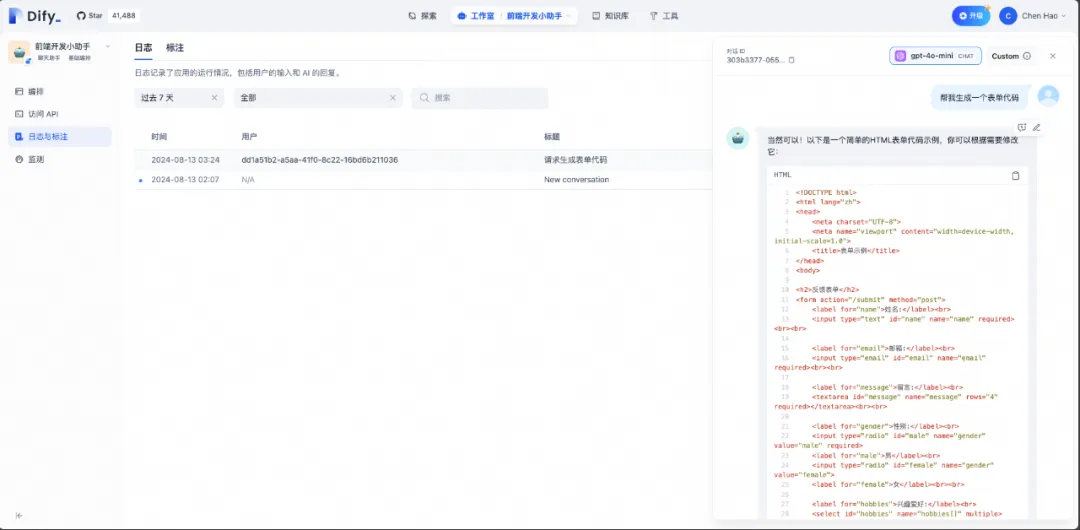 Dify_
Star 41,488
探索
工作室 / 前端开发小助手
知识库
工具
升级
C
Chen Hao
前端开发小助手
聊天助手 基础编排
编排
访问 API
日志与标注
监测
日志 标注
日志记录了应用的运行情况，包括用户的输入和 AI 的回复。
过去 7 天
全部
搜索
时间 用户 标题
2024-08-13 03:24 dd1a51b2-a5aa-41f0-8c22-16bd6b211036 请求生成表单代码
2024-08-13 02:07 N/A New conversation
对话 ID
303b3377-055...
gpt-4o-mini CHAT
Custom
帮我生成一个表单代码
当然可以！以下是一个简单的HTML表单代码示例，你可以根据需要修改
它：
HTML
1 <!DOCTYPE html>
2 <html lang="zh">
3 <head>
4 <meta charset="UTF-8">
5 <meta name="viewport" content="width=device-width,
initial-scale=1.0">
6 <title>表单示例</title>
7 </head>
8 <body>
9
10 <h2>反馈表单</h2>
11 <form action="/submit" method="post">
12 <label for="name">姓名:</label><br>
13 <input type="text" id="name" name="name" required>
<br><br>
14
15 <label for="email">邮箱:</label><br>
16 <input type="email" id="email" name="email"
required><br><br>
17
18 <label for="message">留言:</label><br>
19 <textarea id="message" name="message" rows="4"
required></textarea><br><br>
20
21 <label for="gender">性别:</label><br>
22 <input type="radio" id="male" name="gender"
value="male" required>
23 <label for="male">男</label><br>
24 <input type="radio" id="female" name="gender"
value="female">
25 <label for="female">女</label><br><br>
26
27 <label for="hobbies">兴趣爱好:</label><br>
28 <select id="hobbies" name="hobbies[]" multiple>